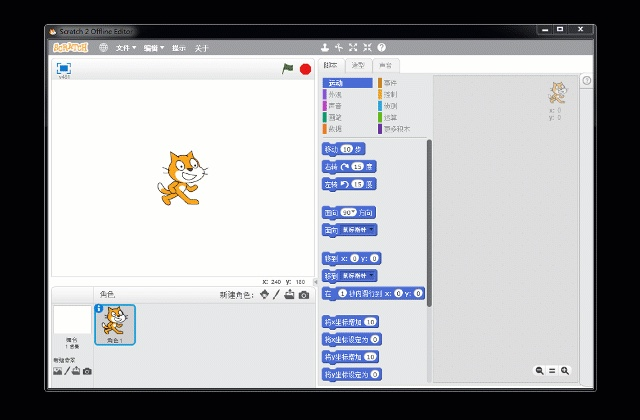 Scratch 2 Offline Editor
SCRATCH 文件 编辑 提示 关于
v460
脚本 造型 声音
运动 事件
外观 控制
声音 侦测
画笔 运算
数据 更多积木
x: 0
y: 0
移动 10 步
右转 15 度
左转 15 度
面向 90 方向
面向 鼠标指针
移到 x: 0 y: 0
移到 鼠标指针
在 1 秒内滑行到 x: 0 y: 0
将x坐标增加 10
将x坐标设定为 0
将y坐标增加 10
将y坐标设定为 0
x: 240 y: 180
角色 新建角色:
舞台
1 背景
新建背景
角色1